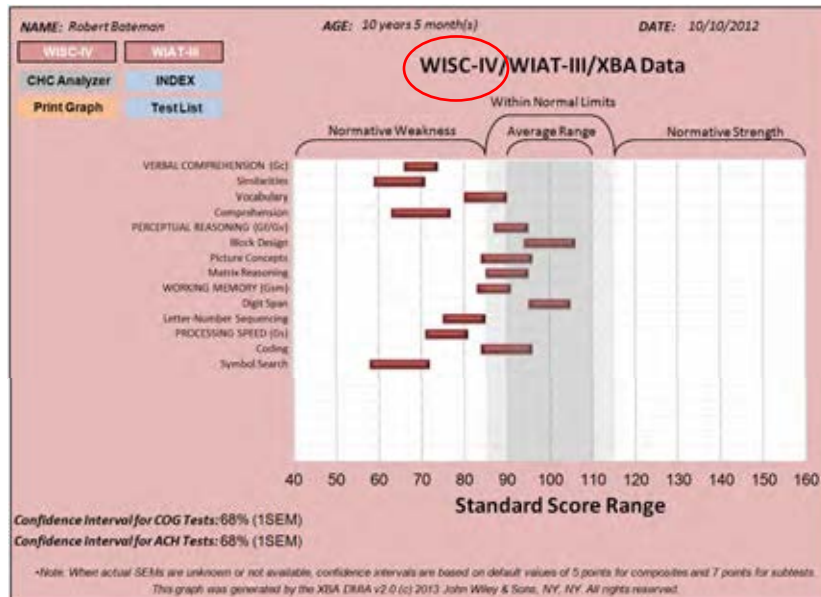 NAME: Robert Bateman AGE: 10 years 5 month(s) DATE: 10/10/2012
WISC-IV WIAT-III
WISC-IV/WIAT-III/XBA Data
CHC Analyzer INDEX
Print Graph TestList
Within Normal Limits
Normative Weakness Average Range Normative Strength
VERBAL COMPREHENSION (Gc)
Similarities
Vocabulary
Comprehension
PERCEPTUAL REASONING (Gf/Gv)
Block Design
Picture Concepts
Matrix Reasoning
WORKING MEMORY (Gsm)
Digit Span
Letter-Number Sequencing
PROCESSING SPEED (Gs)
Coding
Symbol Search
40 50 60 70 80 90 100 110 120 130 140 150 160
Standard Score Range
Confidence Interval for COG Tests: 68% (1SEM)
Confidence Interval for ACH Tests: 68% (1SEM)
•Note: When actual SEMs are unknown or not available, confidence intervals are based on default values of 5 points for composites and 7 points for subtests.
This graph was generated by the XBA DMIA v2.0 (c) 2013 John Wiley & Sons, NY, NY. All rights reserved.